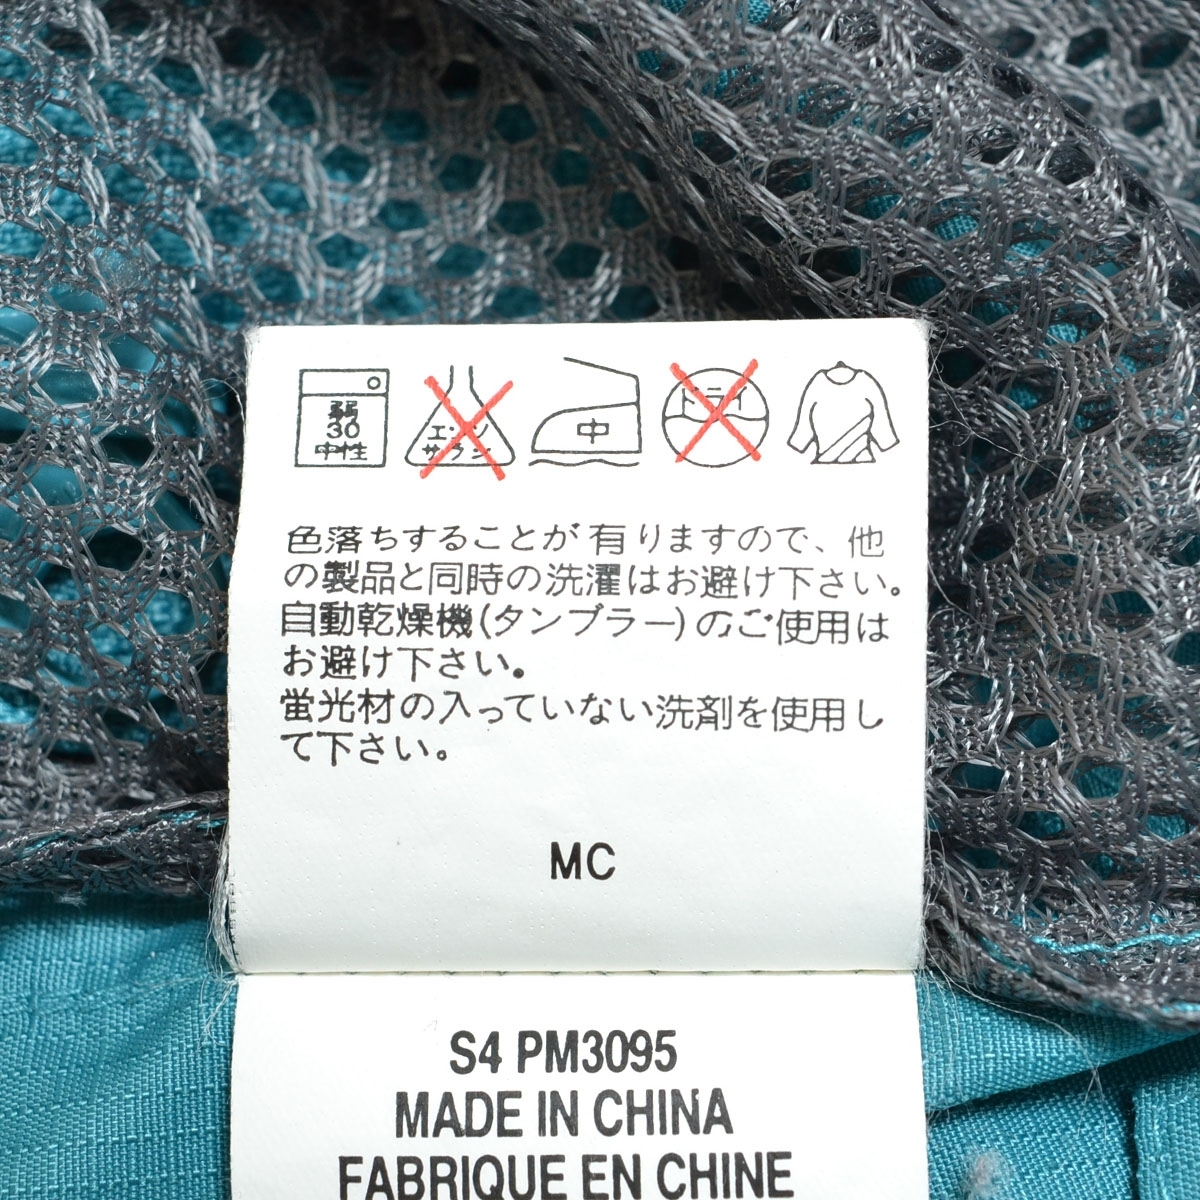 弱 30 中性 エンソ サラシ 中 ドライ
色落ちすることが有りますので、他
の製品と同時の洗濯はお避け下さい。
自動乾燥機(タンブラー)のご使用は
お避け下さい。
蛍光材の入っていない洗剤を使用し
て下さい。
MC
S4 PM3095
MADE IN CHINA
FABRIQUE EN CHINE